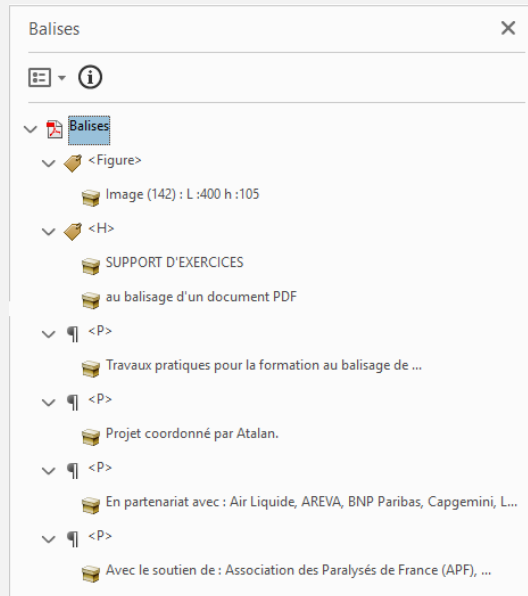 Balises
Balises
<Figure>
Image (142) : L :400 h :105
<H>
SUPPORT D'EXERCICES
au balisage d'un document PDF
<P>
Travaux pratiques pour la formation au balisage de ...
<P>
Projet coordonné par Atalan.
<P>
En partenariat avec : Air Liquide, AREVA, BNP Paribas, Capgemini, L...
<P>
Avec le soutien de : Association des Paralysés de France (APF), ...